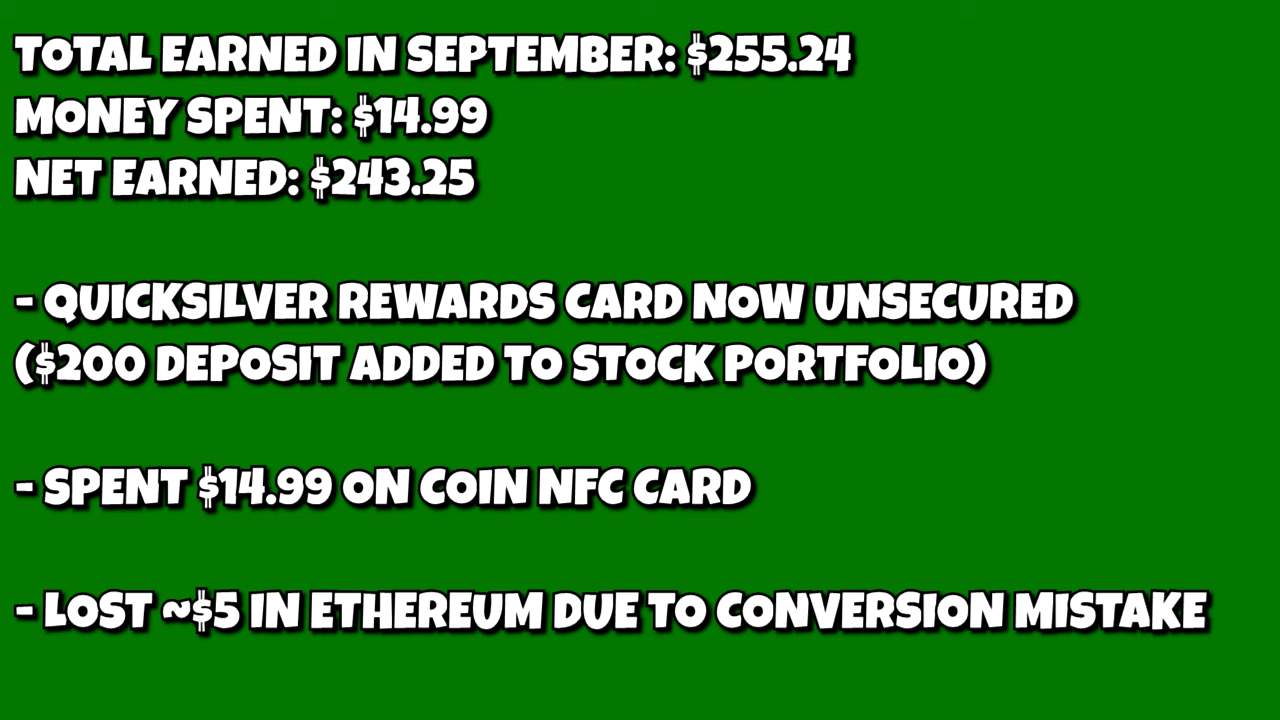 TOTAL EARNED IN SEPTEMBER: $255.24
MONEY SPENT: $14.99
NET EARNED: $243.25
- QUICKSILVER REWARDS CARD NOW UNSECURED
($200 DEPOSIT ADDED TO STOCK PORTFOLIO)
- SPENT $14.99 ON COIN NFC CARD
- LOST ~$5 IN ETHEREUM DUE TO CONVERSION MISTAKE